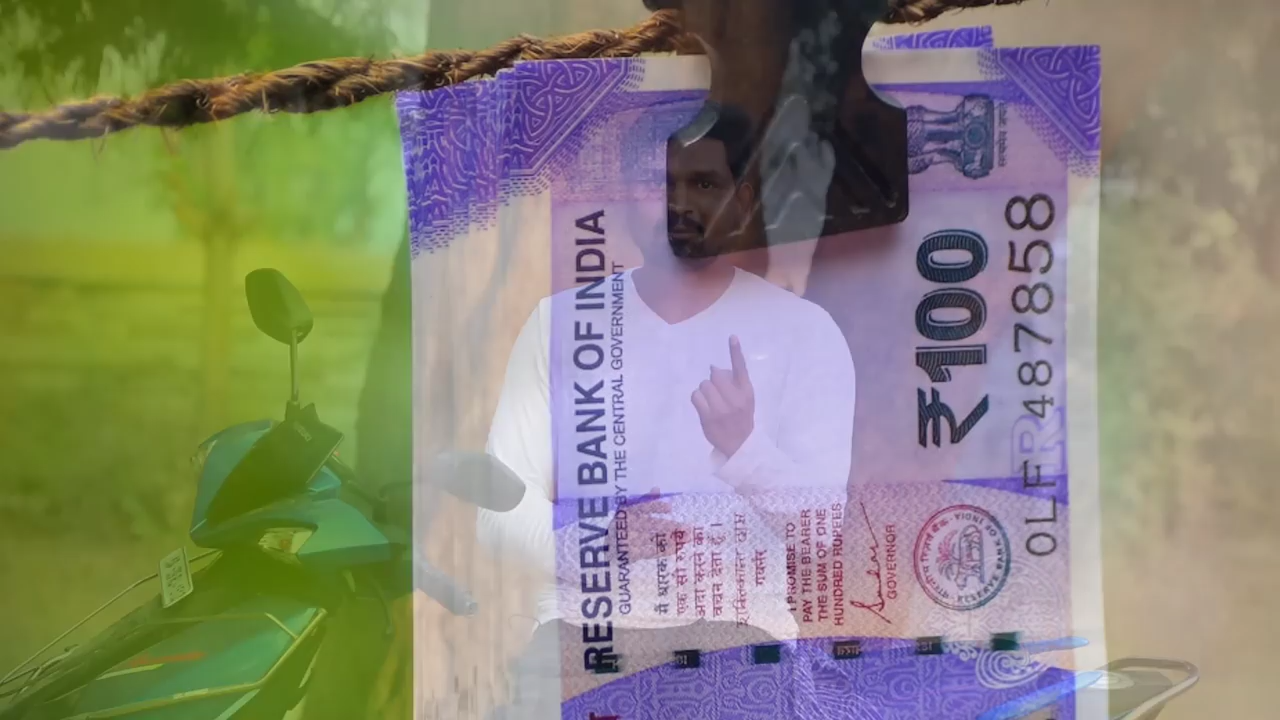 RESERVE BANK OF INDIA
GUARANTEED BY THE CENTRAL GOVERNMENT
मैं धारक को
एक सौ रुपये
अदा करने का
वचन देता हूँ ।
I PROMISE TO
PAY THE BEARER
THE SUM OF ONE
HUNDRED RUPEES
GOVERNOR
₹100
0LF 487858